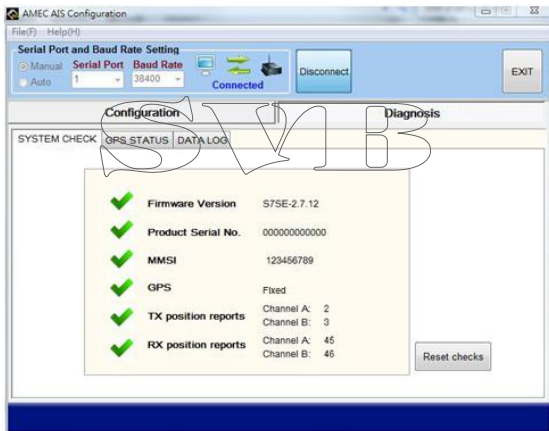 AMEC AIS Configuration
File(F) Help(H)
Serial Port and Baud Rate Setting
Manual Serial Port Baud Rate
Auto 1 38400
Connected
Disconnect
EXIT
Configuration Diagnosis
SYSTEM CHECK GPS STATUS DATA LOG
SVB
Firmware Version S7SE-2.7.12
Product Serial No. 000000000000
MMSI 123456789
GPS Fixed
TX position reports Channel A: 2
Channel B: 3
RX position reports Channel A: 45
Channel B: 46
Reset checks